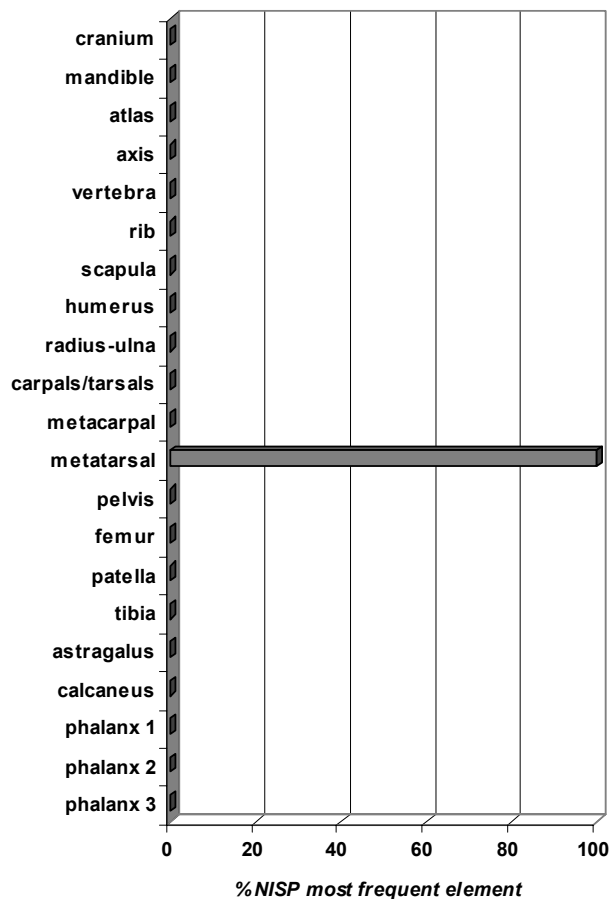 cranium
mandible
atlas
axis
vertebra
rib
scapula
humerus
radius-ulna
carpals/tarsals
metacarpal
metatarsal
pelvis
femur
patella
tibia
astragalus
calcaneus
phalanx 1
phalanx 2
phalanx 3
0 20 40 60 80 100
%NISP most frequent element